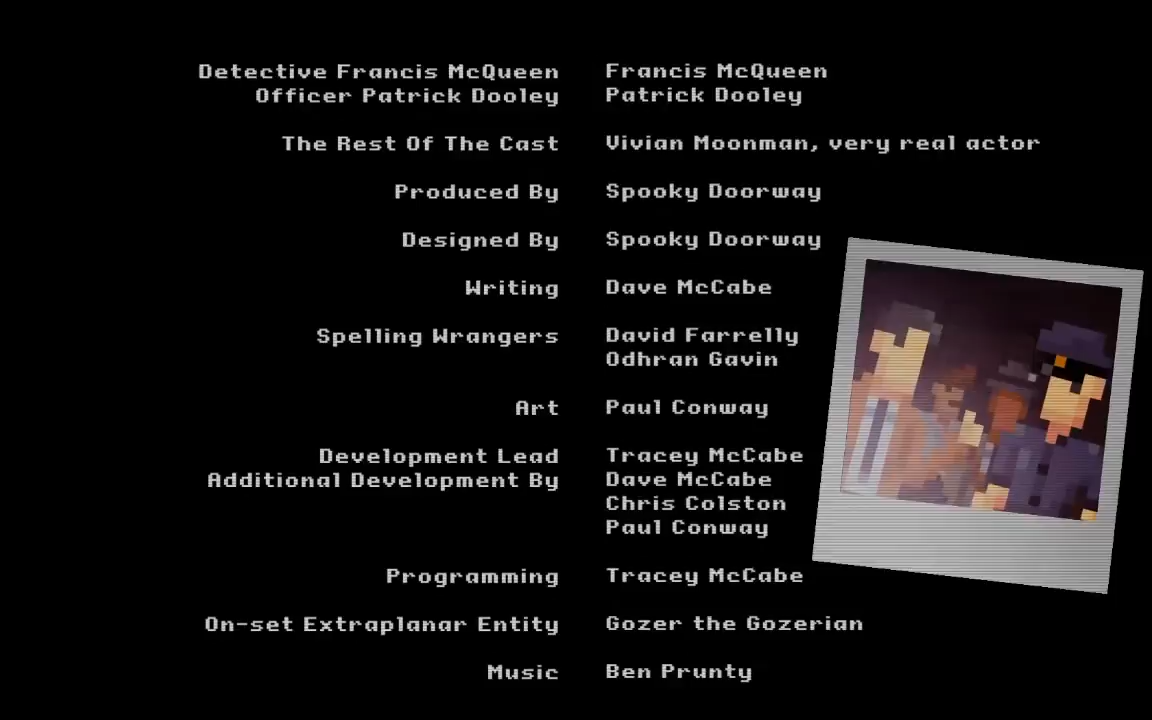 Detective Francis McQueen Francis McQueen
Officer Patrick Dooley Patrick Dooley
The Rest Of The Cast Vivian Moonman, very real actor
Produced By Spooky Doorway
Designed By Spooky Doorway
Writing Dave McCabe
Spelling Wrangers David Farrelly
Odhran Gavin
Art Paul Conway
Development Lead Tracey McCabe
Additional Development By Dave McCabe
Chris Colston
Paul Conway
Programming Tracey McCabe
On-set Extraplanar Entity Gozer the Gozerian
Music Ben Prunty